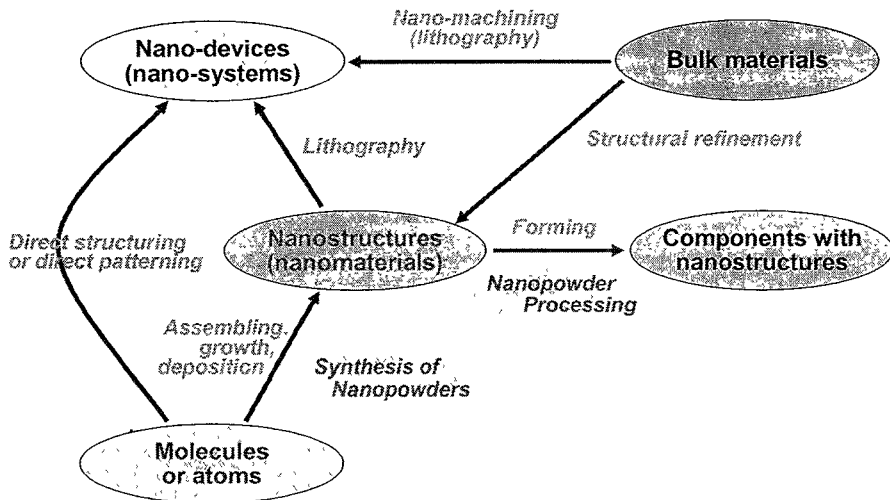 Nano-machining
(lithography)
Nano-devices
(nano-systems)
Bulk materials
Lithography
Structural refinement
Direct structuring
or direct patterning
Nanostructures
(nanomaterials)
Forming
Components with
nanostructures
Nanopowder
Processing
Assembling,
growth,
deposition
Synthesis of
Nanopowders
Molecules
or atoms